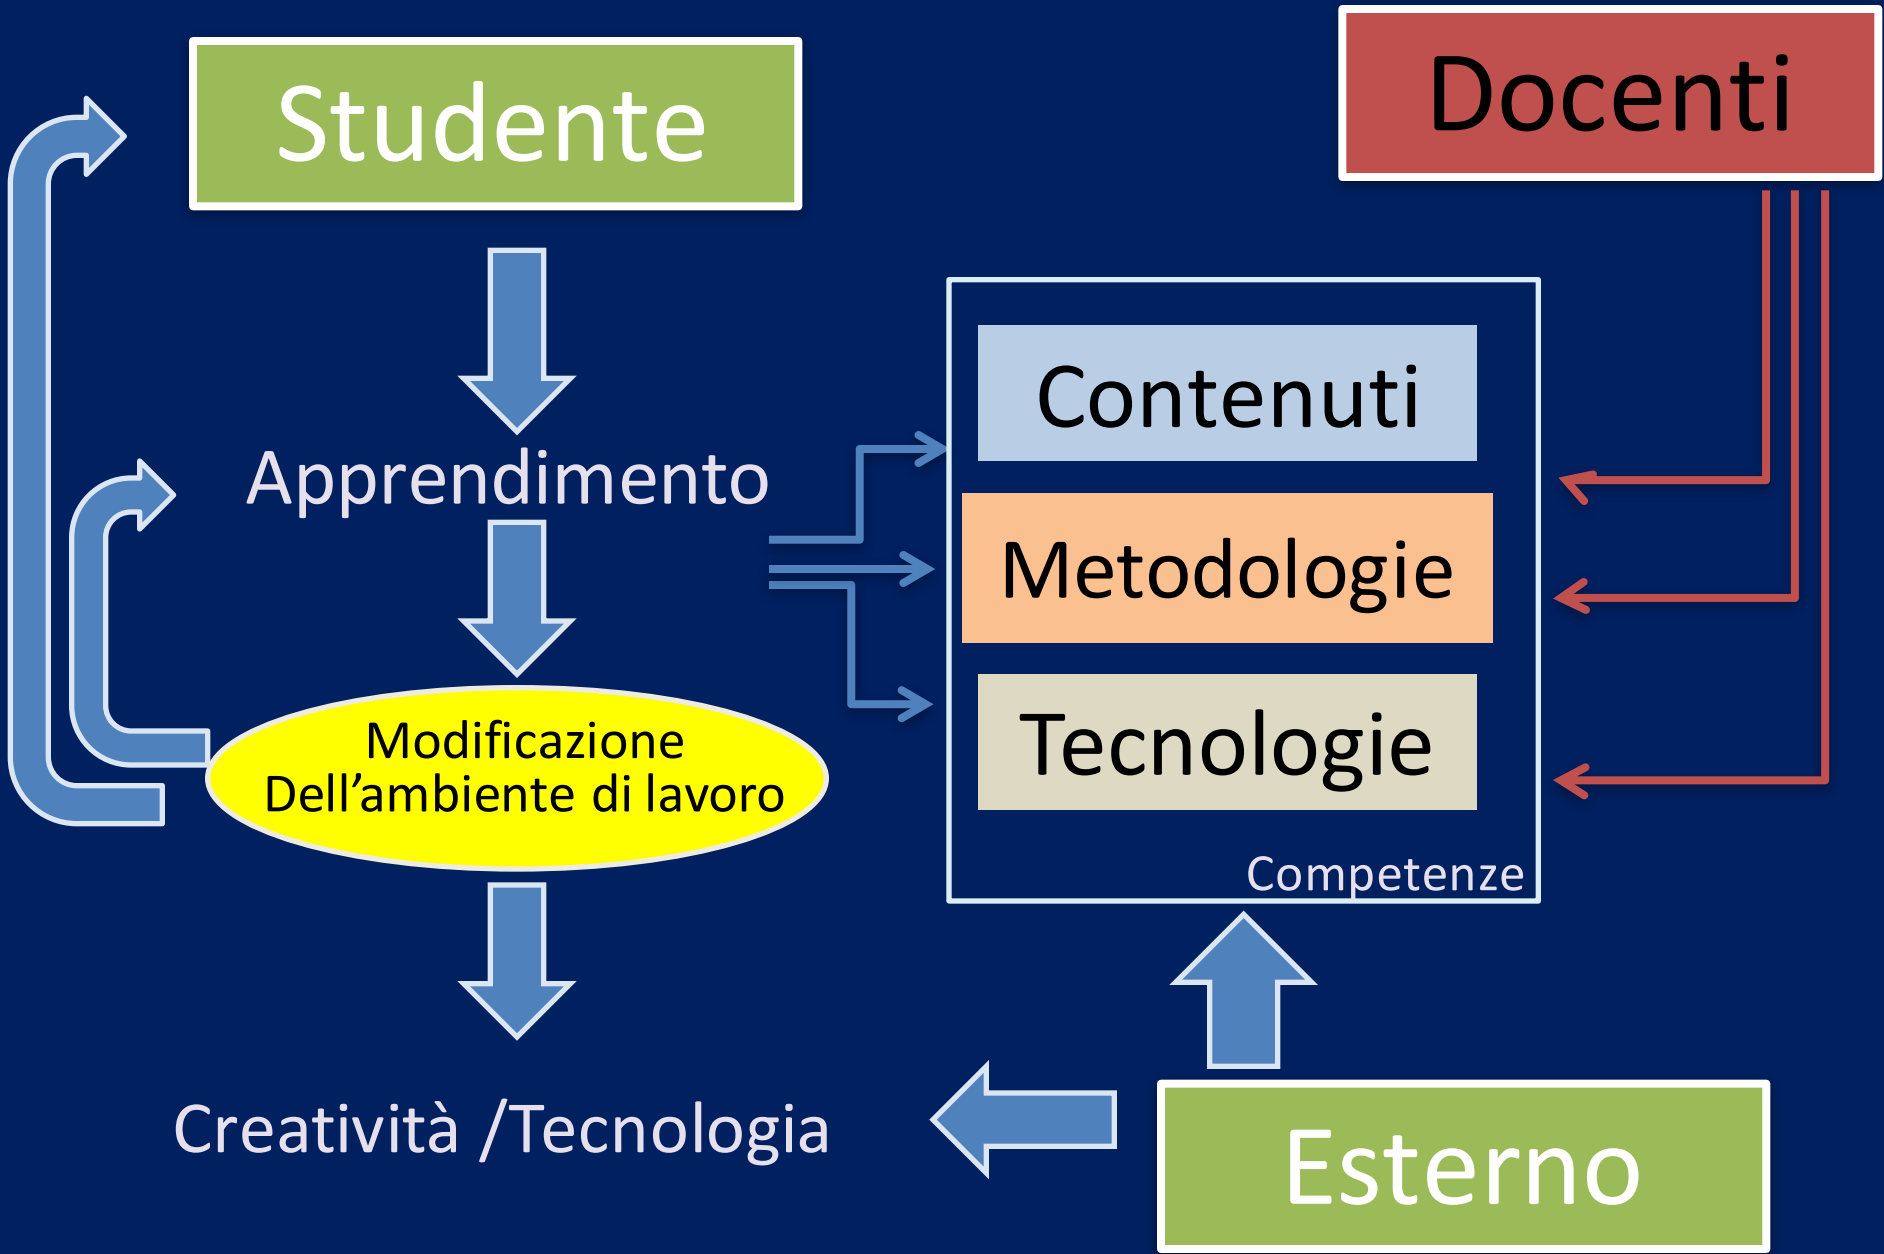 Studente
Docenti
Apprendimento
Contenuti
Metodologie
Tecnologie
Competenze
Modificazione
Dell’ambiente di lavoro
Creatività /Tecnologia
Esterno